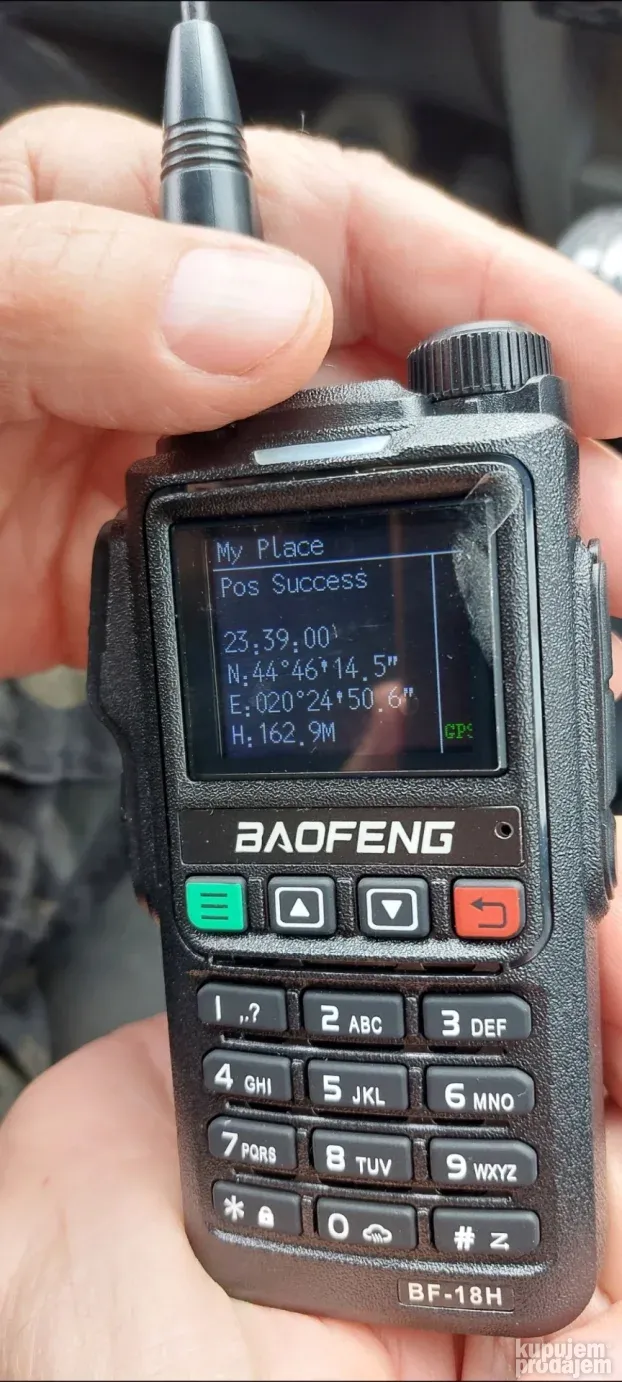 My Place
Pos Success
23:39:00
N:44°46'14.5"
E:020°24'50.6"
H:162.9M
GPS
BAOFENG
1 ,.?
2 ABC
3 DEF
4 GHI
5 JKL
6 MNO
7 PQRS
8 TUV
9 WXYZ
*
0
#
BF-18H
kupujem
prodajem